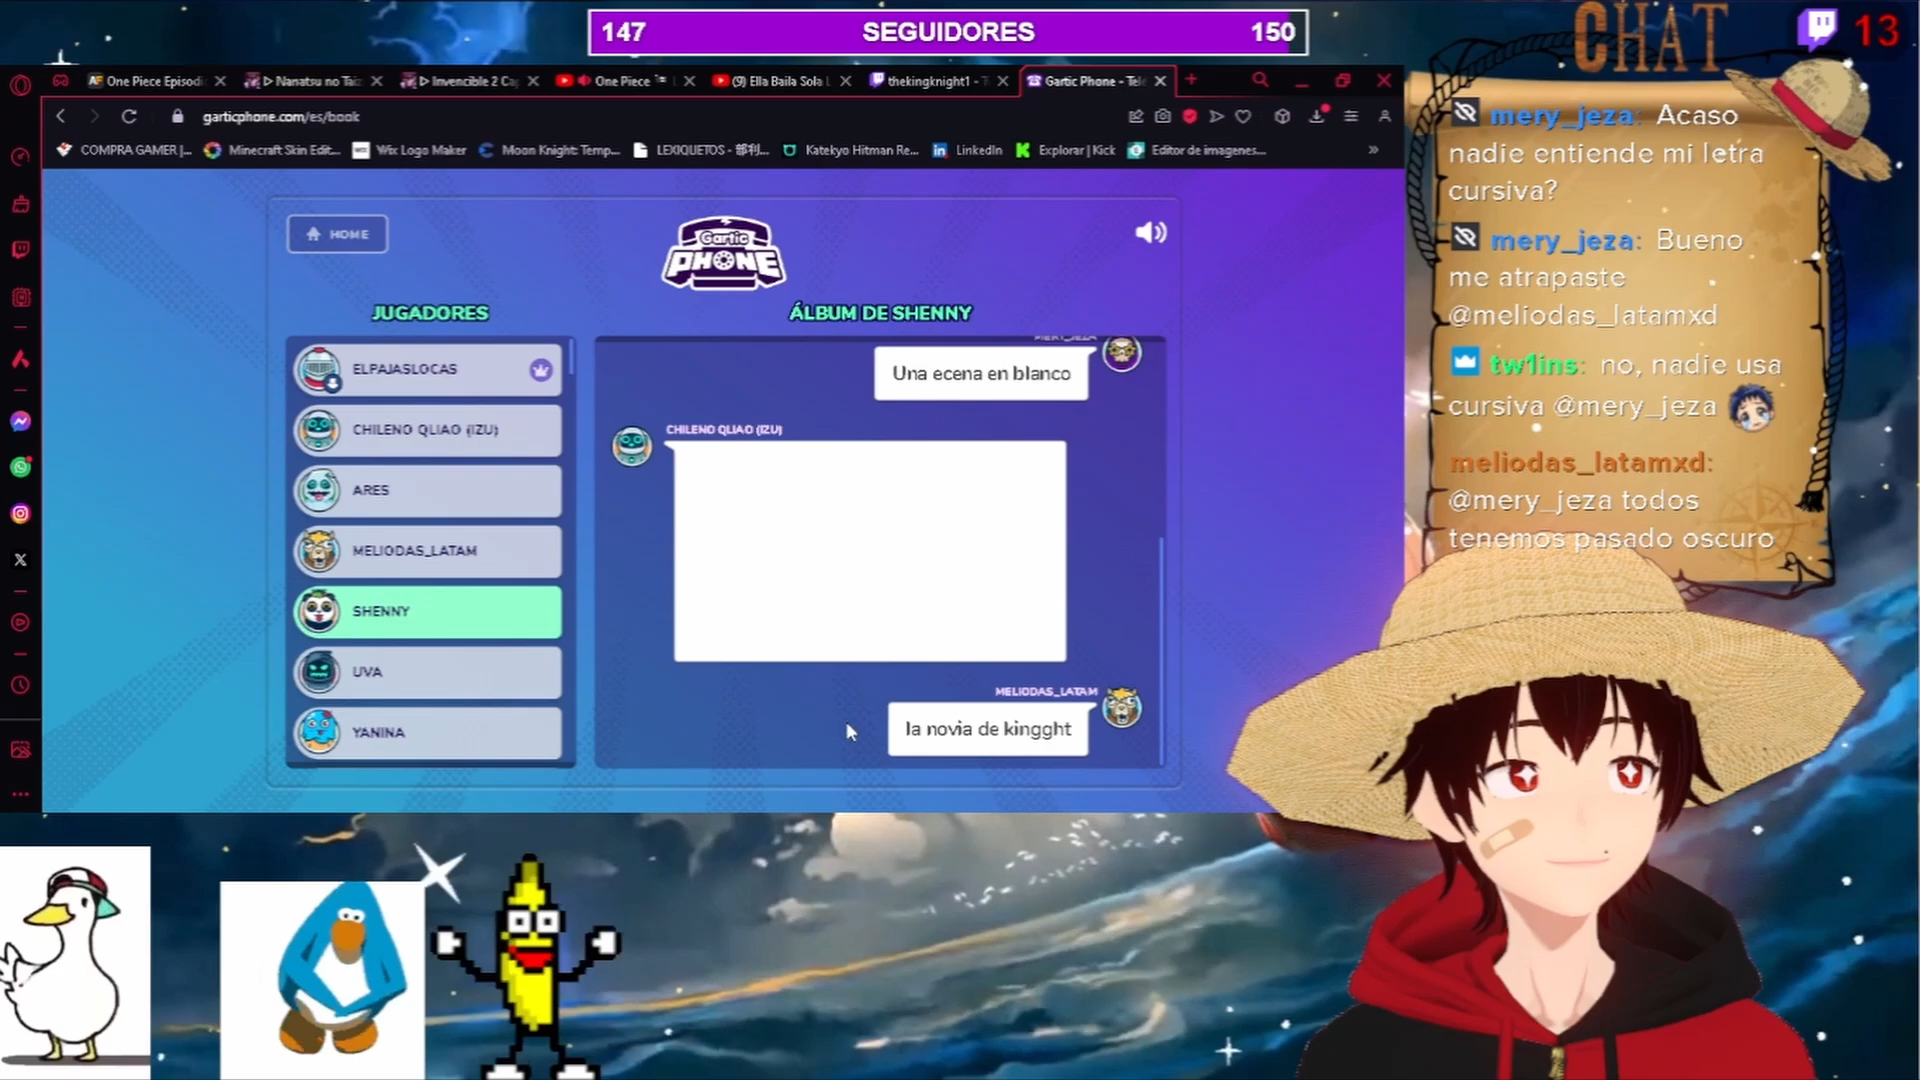 147 SEGUIDORES 150
CHAT
13
One Piece Episodi
Nanatsu no Tai
Invencible 2 Ca
One Piece
(9) Ella Baila Sola
thekingknight1 - T
Gartic Phone - Tele
garticphone.com/es/book
COMPRA GAMER |...
Minecraft Skin Edit...
Wix Logo Maker
Moon Knight: Temp...
LEXIQUETOS - 部利...
Katekyo Hitman Re...
LinkedIn
Explorar | Kick
Editor de imagenes...
HOME
Gartic
PHONE
JUGADORES
ELPAJASLOCAS
CHILENO QLIAO (IZU)
ARES
MELIODAS_LATAM
SHENNY
UVA
YANINA
ÁLBUM DE SHENNY
MERY_JEZA
Una ecena en blanco
CHILENO QLIAO (IZU)
MELIODAS_LATAM
la novia de kingght
mery_jeza: Acaso
nadie entiende mi letra
cursiva?
mery_jeza: Bueno
me atrapaste
@meliodas_latamxd
tw1ins: no, nadie usa
cursiva @mery_jeza
meliodas_latamxd:
@mery_jeza todos
tenemos pasado oscuro